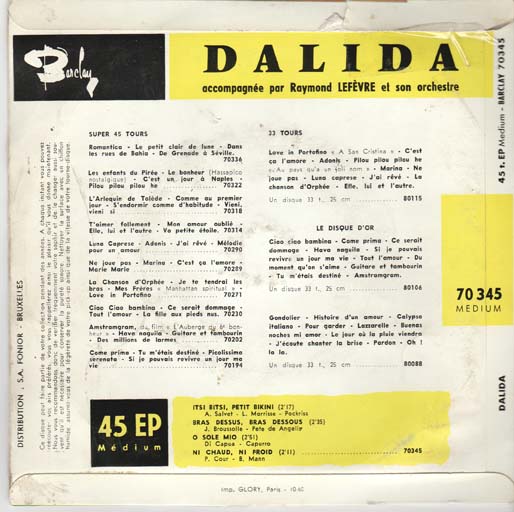 Barclay
DALIDA
accompagnée par Raymond LEFÈVRE et son orchestre
SUPER 45 TOURS
Romantica - Le petit clair de lune - Dans
les rues de Bahia - De Grenade à Séville.
70336
Les enfants du Pirée - Le bonheur (Hassapico
nostalgique) - C'est un jour à Naples -
Pilou pilou pilou he 70322
L'Arlequin de Tolède - Comme au premier
jour - S'endormir comme d'habitude - Vieni,
vieni si 70318
T'aimer follement - Mon amour oublié -
Elle, lui et l'autre - Va petite étoile. 70314
Luna Caprese - Adonis - J'ai rêvé - Mélodie
pour un amour 70290
Ne joue pas - Marina - C'est ça l'amore -
Marie Marie 70289
La Chanson d'Orphée - Je te tendrai les
bras - Mes Frères « Manhattan spiritual » -
Love in Portofino 70271
Ciao Ciao Bambina - Ce serait dommage -
Tout l'amour - La fille aux pieds nus. 70230
Amstramgram, du film « L'Auberge du 6e bon-
heur » - Hava naguila - Guitare et tambourin
- Des millions de larmes 70202
Come prima - Tu m'étais destiné - Picolissima
serenata - Si je pouvais revivre un jour ma
vie 70194
33 TOURS
Love in Portofino « A San Cristina » - C'est
ça l'amore - Adonis - Pilou pilou pilou he
« Au pays qu'a un joli nom » - Marina - Ne
joue pas - Luna caprese - J'ai rêvé - La
chanson d'Orphée - Elle, lui et l'autre.
Un disque 33 t., 25 cm 80115
LE DISQUE D'OR
Ciao ciao bambina - Come prima - Ce serait
dommage - Hava naguila - Si je pouvais
revivre un jour ma vie - Tout l'amour - Du
moment qu'on s'aime - Guitare et tambourin
- Tu m'étais destiné - Amstramgram.
Un disque 33 t., 25 cm 80106
Gondolier - Histoire d'un amour - Calypso
italiano - Pour garder - Lazzarelle - Buenas
noches mi amor - Le jour où la pluie viendra
- J'écoute chanter la brise - Pardon - Oh !
la la.
Un disque 33 t., 25 cm 80088
45 EP
Médium
ITSI BITSI, PETIT BIKINI (2'17)
A. Salvet - L. Morrisse - Pockriss
BRAS DESSUS, BRAS DESSOUS (2'35)
J. Broussolle - Pete de Angelis
O SOLE MIO (2'51)
Di Capua - Capurro
NI CHAUD, NI FROID (2'11) 70345
P. Cour - B. Mann
Imp. GLORY, Paris - 10-60
45 t. EP Médium - BARCLAY 70345
70 345
MÉDIUM
DALIDA
DISTRIBUTION : S.A. FONIOR - BRUXELLES